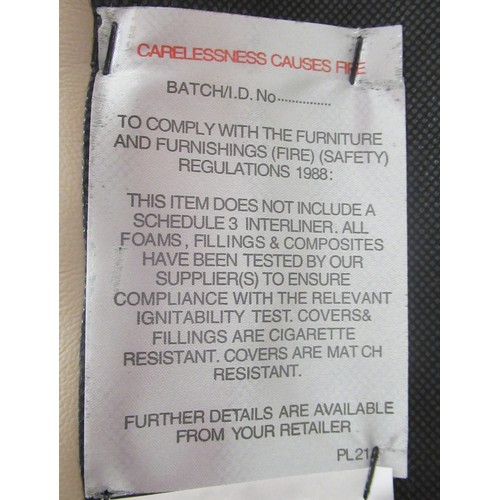 CARELESSNESS CAUSES FIRE
BATCH/I.D. No...............
TO COMPLY WITH THE FURNITURE
AND FURNISHINGS (FIRE) (SAFETY)
REGULATIONS 1988:
THIS ITEM DOES NOT INCLUDE A
SCHEDULE 3 INTERLINER. ALL
FOAMS, FILLINGS & COMPOSITES
HAVE BEEN TESTED BY OUR
SUPPLIER(S) TO ENSURE
COMPLIANCE WITH THE RELEVANT
IGNITABILITY TEST. COVERS&
FILLINGS ARE CIGARETTE
RESISTANT. COVERS ARE MATCH
RESISTANT.
FURTHER DETAILS ARE AVAILABLE
FROM YOUR RETAILER